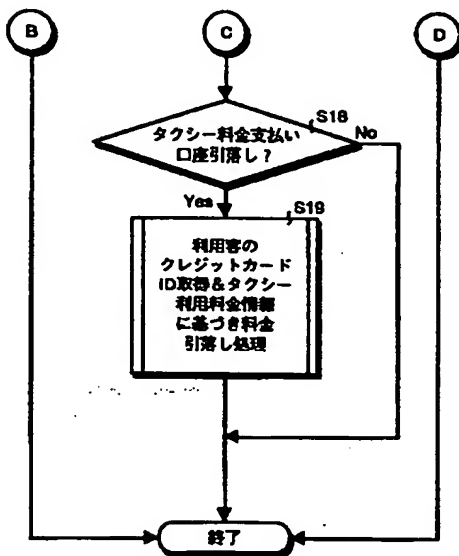 B
C
D
S18
タクシー料金支払い
口座引落し?
No
Yes
S19
利用客の
クレジットカード
ID取得&タクシー
利用料金情報
に基づき料金
引落し処理
終了